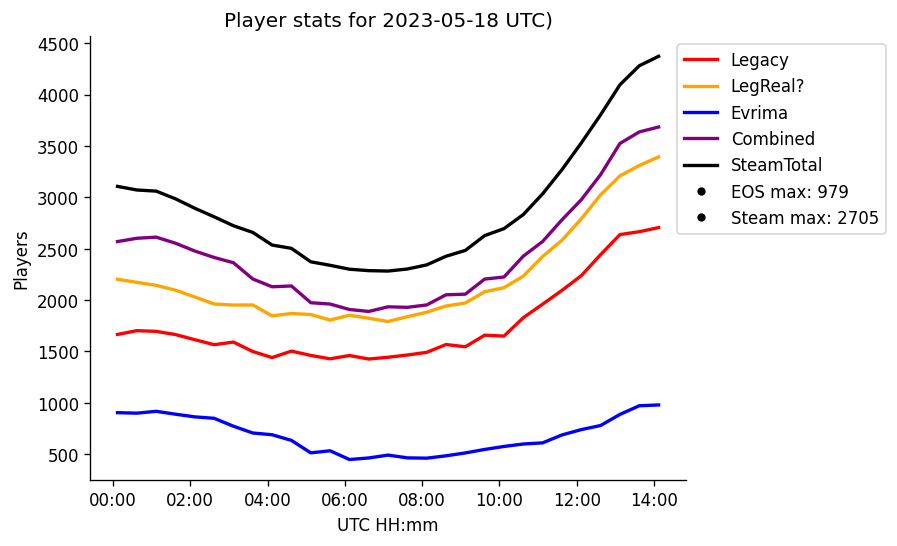 Player stats for 2023-05-18 UTC)
4500
4000
3500
3000
2500
2000
1500
1000
500
Players
00:00 02:00 04:00 06:00 08:00 10:00 12:00 14:00
UTC HH:mm
Legacy
LegReal?
Evrima
Combined
SteamTotal
EOS max: 979
Steam max: 2705